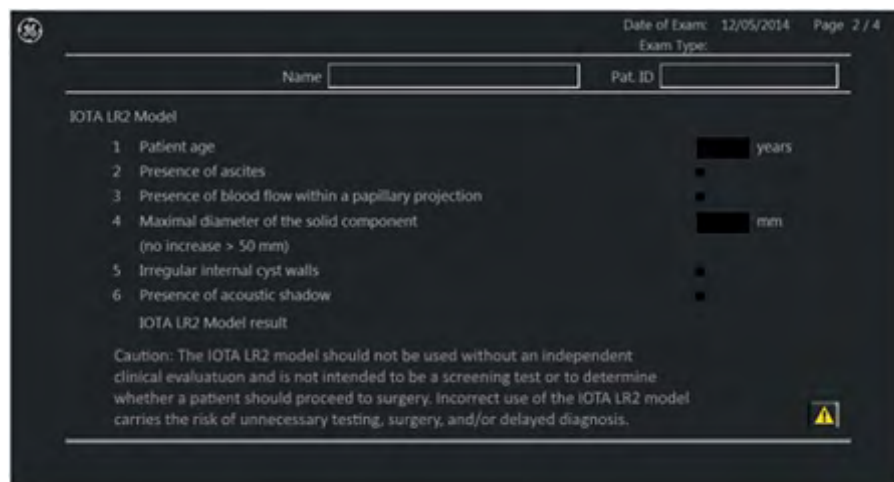 Date of Exam: 12/05/2014 Page 2 / 4
Exam Type:
Name Pat. ID
IOTA LR2 Model
1 Patient age years
2 Presence of ascites
3 Presence of blood flow within a papillary projection
4 Maximal diameter of the solid component mm
(no increase > 50 mm)
5 Irregular internal cyst walls
6 Presence of acoustic shadow
IOTA LR2 Model result
Caution: The IOTA LR2 model should not be used without an independent
clinical evaluatuon and is not intended to be a screening test or to determine
whether a patient should proceed to surgery. Incorrect use of the IOTA LR2 model
carries the risk of unnecessary testing, surgery, and/or delayed diagnosis.